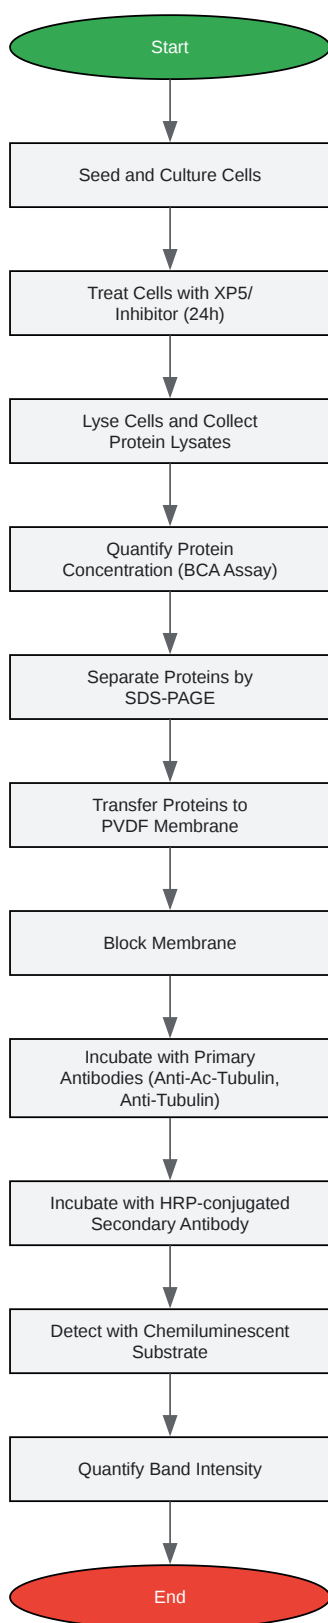 Start
Seed and Culture Cells
Treat Cells with XP5/
Inhibitor (24h)
Lyse Cells and Collect
Protein Lysates
Quantify Protein
Concentration (BCA Assay)
Separate Proteins by
SDS-PAGE
Transfer Proteins to
PVDF Membrane
Block Membrane
Incubate with Primary
Antibodies (Anti-Ac-Tubulin,
Anti-Tubulin)
Incubate with HRP-conjugated
Secondary Antibody
Detect with Chemiluminescent
Substrate
Quantify Band Intensity
End